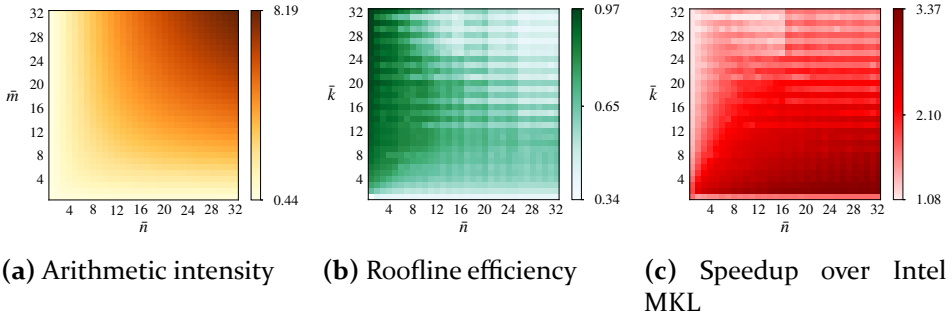 32
28
24
20
16
12
8
4
m̄
4 8 12 16 20 24 28 32
n̄
8.19
0.44
32
28
24
20
16
12
8
4
k̄
4 8 12 16 20 24 28 32
n̄
0.97
0.65
0.34
32
28
24
20
16
12
8
4
k̄
4 8 12 16 20 24 28 32
n̄
3.37
2.10
1.08
(a) Arithmetic intensity
(b) Roofline efficiency
(c) Speedup over Intel
MKL